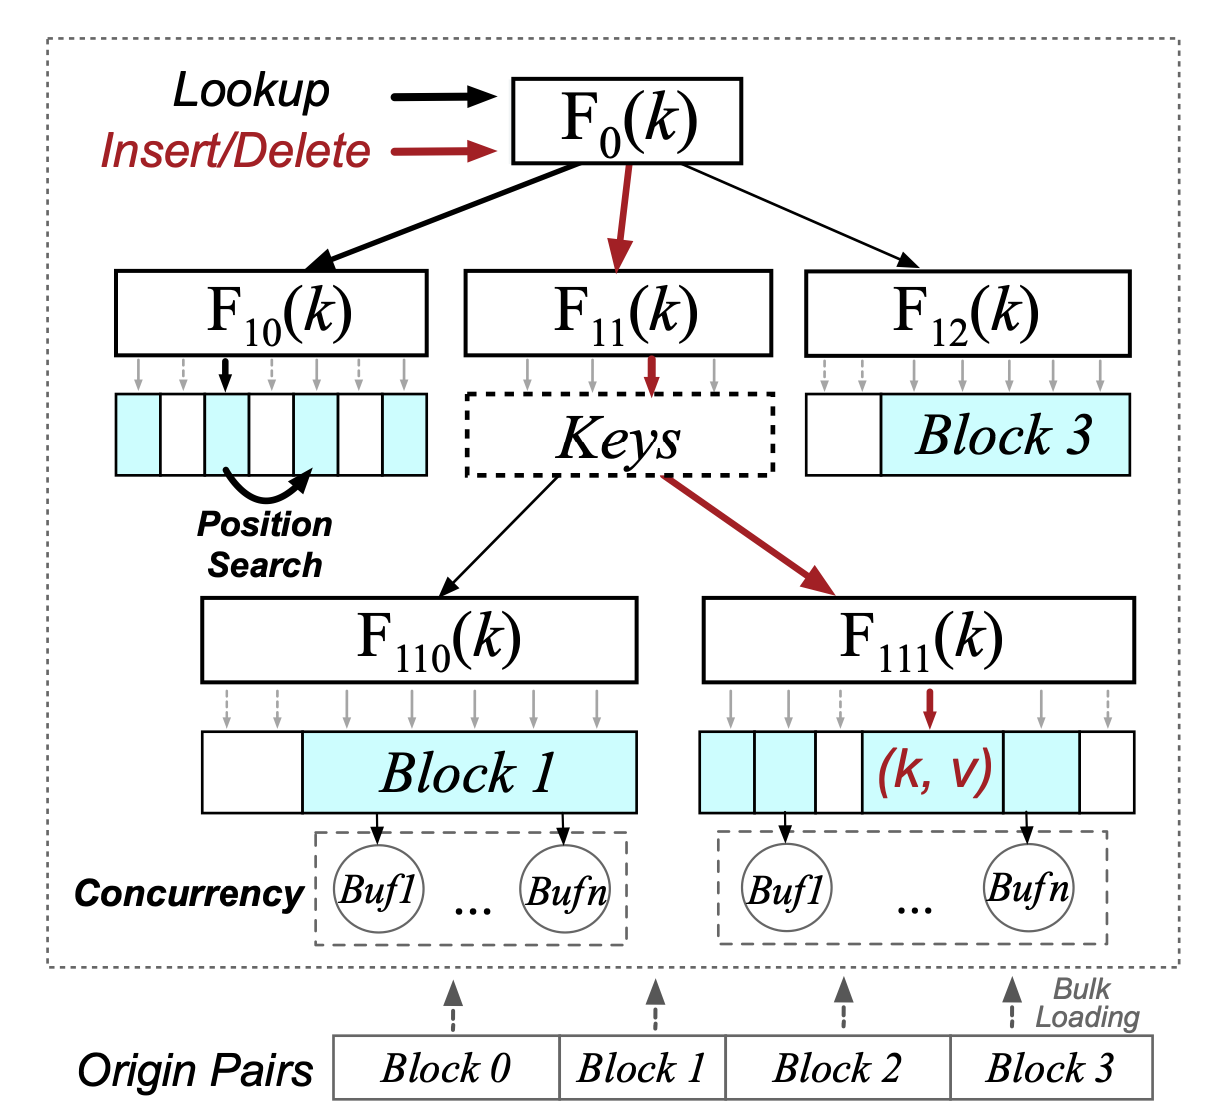 Lookup
Insert/Delete
F0(k)
F10(k)
F11(k)
F12(k)
Keys
Block 3
Position
Search
F110(k)
F111(k)
Block 1
(k, v)
Concurrency
Buf1
...
Bufn
Buf1
...
Bufn
Bulk
Loading
Origin Pairs
Block 0
Block 1
Block 2
Block 3